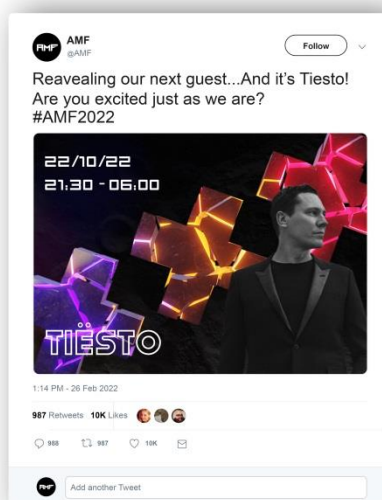 AMF
AMF
@AMF
Follow
Reavealing our next guest...And it's Tiesto!
Are you excited just as we are?
#AMF2022
22/10/22
21:30 - 06:00
TIËSTO
1:14 PM - 26 Feb 2022
987 Retweets 10K Likes
988 987 10K
AMF
Add another Tweet